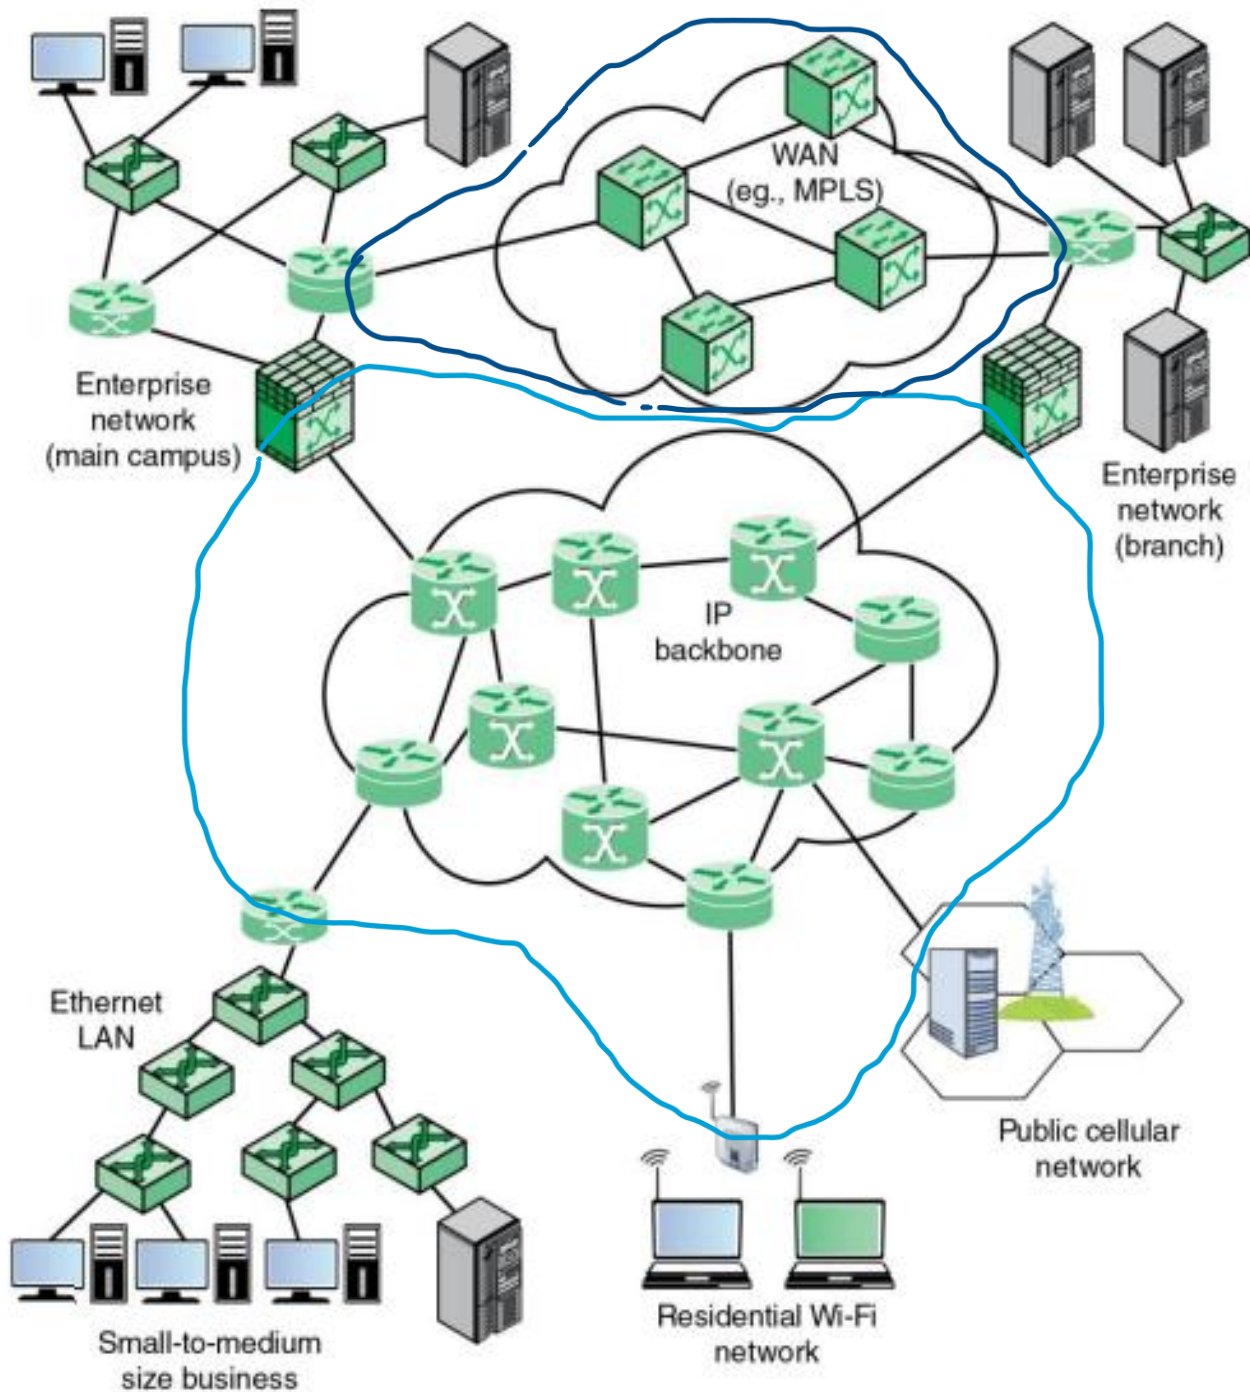 WAN
(eg., MPLS)
Enterprise
network
(main campus)
Enterprise
network
(branch)
IP
backbone
Ethernet
LAN
Public cellular
network
Small-to-medium
size business
Residential Wi-Fi
network